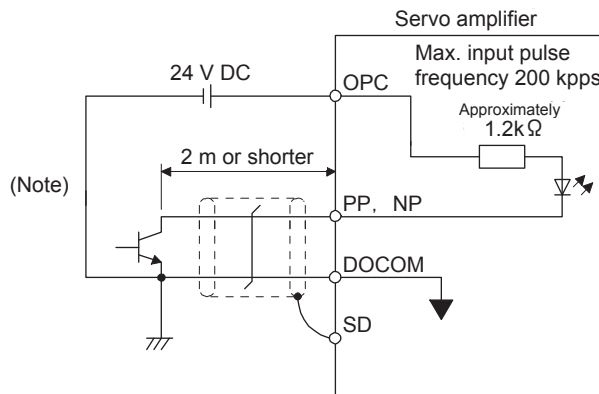 Servo amplifier
Max. input pulse
frequency 200 kpps
24 V DC
OPC
Approximately
1.2kΩ
2 m or shorter
(Note)
PP, NP
DOCOM
SD